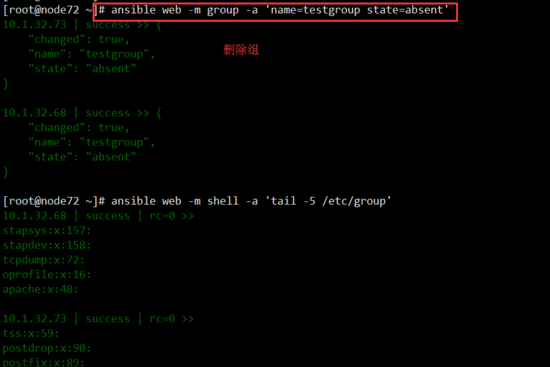 [root@node72 ~]# ansible web -m group -a 'name=testgroup state=absent'
10.1.32.73 | success >> {
    "changed": true,
    "name": "testgroup",
    "state": "absent"
}
删除组
10.1.32.68 | success >> {
    "changed": true,
    "name": "testgroup",
    "state": "absent"
}
[root@node72 ~]# ansible web -m shell -a 'tail -5 /etc/group'
10.1.32.68 | success | rc=0 >>
stapsys:x:157:
stapdev:x:158:
tcpdump:x:72:
oprofile:x:16:
apache:x:48:
10.1.32.73 | success | rc=0 >>
tss:x:59:
postdrop:x:90:
postfix:x:89: